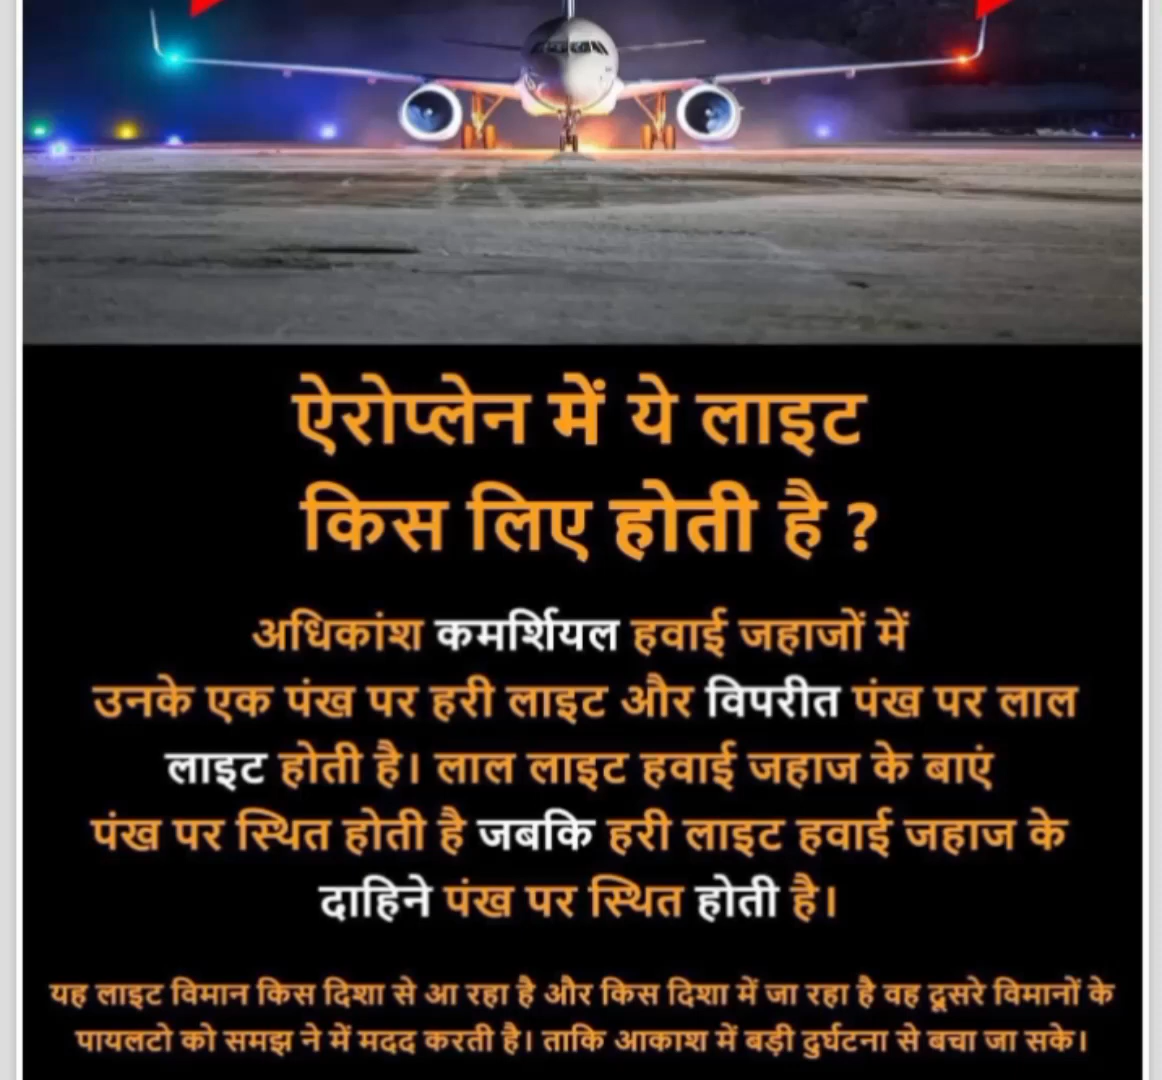 ऐरोप्लेन में ये लाइट
किस लिए होती है ?
अधिकांश कमर्शियल हवाई जहाजों में
उनके एक पंख पर हरी लाइट और विपरीत पंख पर लाल
लाइट होती है। लाल लाइट हवाई जहाज के बाएं
पंख पर स्थित होती है जबकि हरी लाइट हवाई जहाज के
दाहिने पंख पर स्थित होती है।
यह लाइट विमान किस दिशा से आ रहा है और किस दिशा में जा रहा है वह दूसरे विमानों के
पायलटो को समझ ने में मदद करती है। ताकि आकाश में बड़ी दुर्घटना से बचा जा सके।